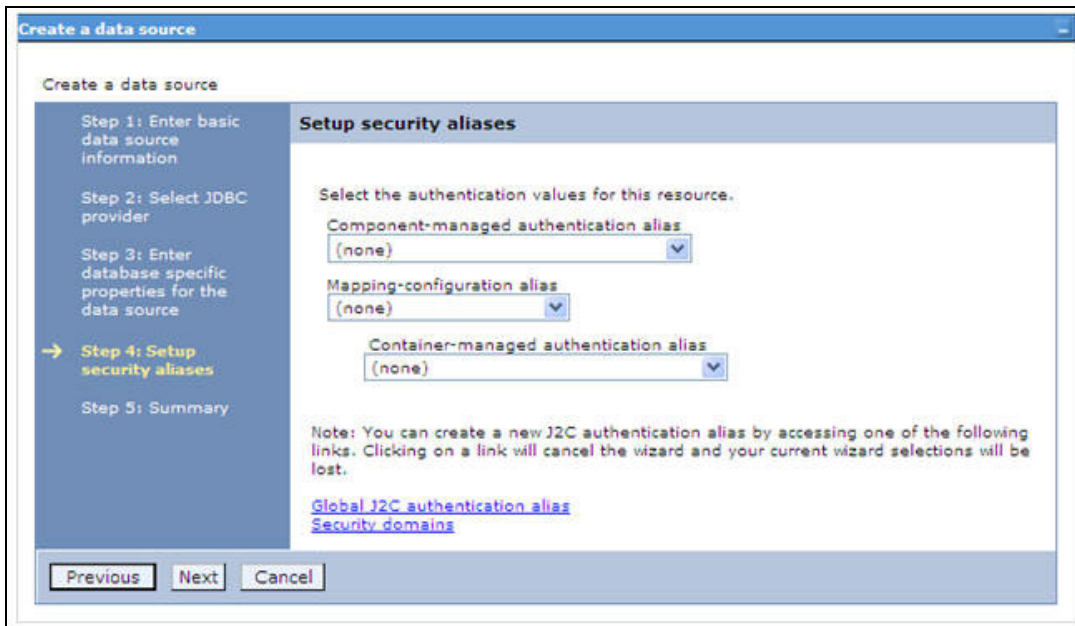 Create a data source
Create a data source
Step 1: Enter basic
data source
information
Step 2: Select JDBC
provider
Step 3: Enter
database specific
properties for the
data source
Step 4: Setup
security aliases
Step 5: Summary
Setup security aliases
Select the authentication values for this resource.
Component-managed authentication alias
(none)
Mapping-configuration alias
(none)
Container-managed authentication alias
(none)
Note: You can create a new J2C authentication alias by accessing one of the following
links. Clicking on a link will cancel the wizard and your current wizard selections will be
lost.
Global J2C authentication alias
Security domains
Previous Next Cancel